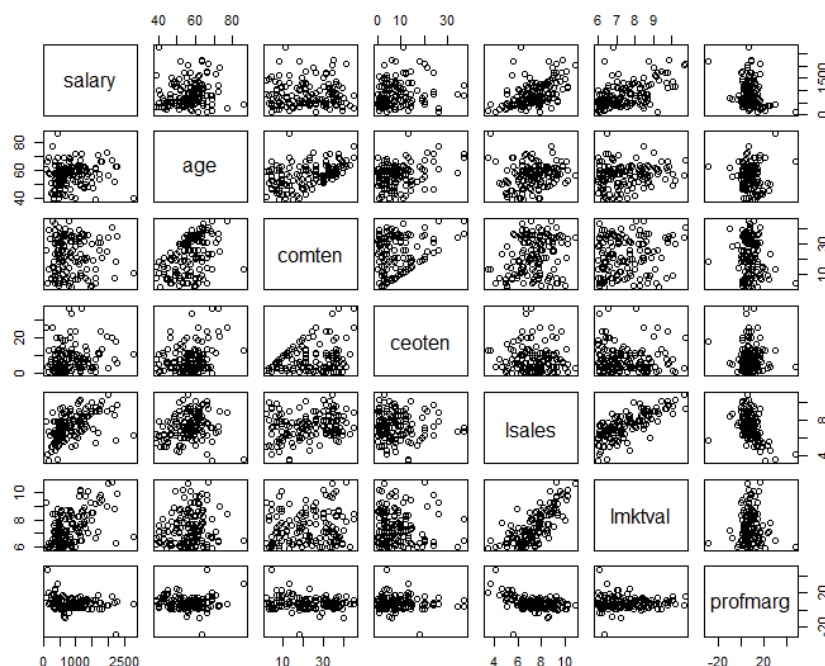 40 60 80
0 10 30
6 7 8 9
salary
0 1500
40 60 80
age
comten
10 30
0 20
ceoten
lsales
4 8
6 8 10
lmktval
profmarg
-20 20
0 1000 2500
10 30
4 6 8 10
-20 20